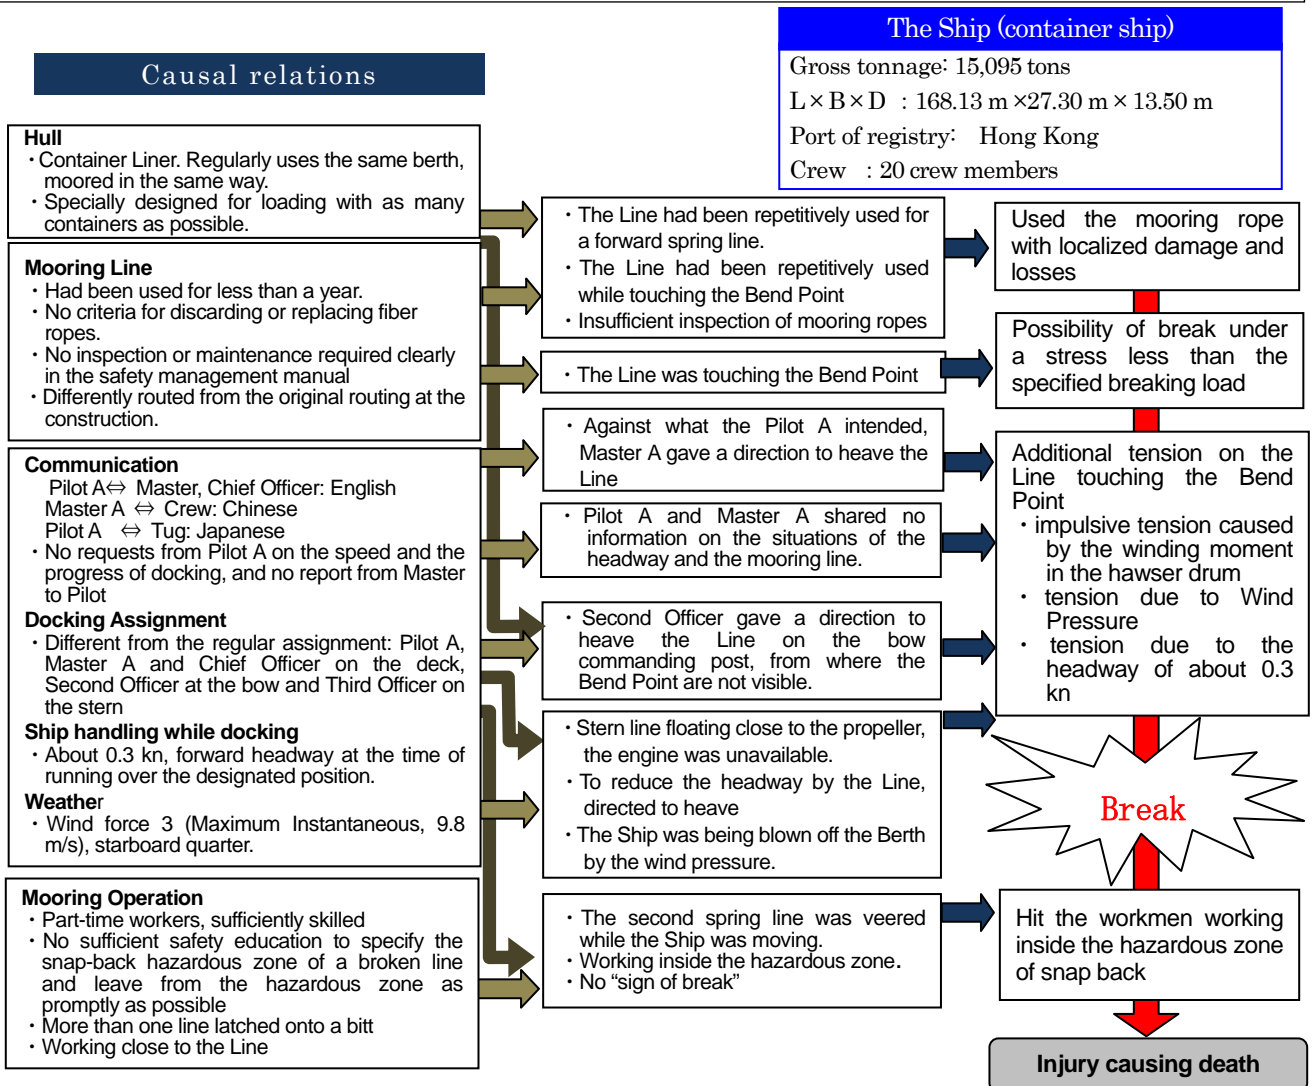 The Ship (container ship)
Gross tonnage: 15,095 tons
L×B×D : 168.13 m ×27.30 m × 13.50 m
Port of registry: Hong Kong
Crew : 20 crew members
Causal relations
Hull
・Container Liner. Regularly uses the same berth,
moored in the same way.
・Specially designed for loading with as many
containers as possible.
Mooring Line
・Had been used for less than a year.
・No criteria for discarding or replacing fiber
ropes.
・No inspection or maintenance required clearly
in the safety management manual
・Differently routed from the original routing at the
construction.
Communication
Pilot A⇔ Master, Chief Officer: English
Master A ⇔ Crew: Chinese
Pilot A ⇔ Tug: Japanese
・No requests from Pilot A on the speed and the
progress of docking, and no report from Master
to Pilot
Docking Assignment
・Different from the regular assignment: Pilot A,
Master A and Chief Officer on the deck,
Second Officer at the bow and Third Officer on
the stern
Ship handling while docking
・About 0.3 kn, forward headway at the time of
running over the designated position.
Weather
・Wind force 3 (Maximum Instantaneous, 9.8
m/s), starboard quarter.
Mooring Operation
・Part-time workers, sufficiently skilled
・No sufficient safety education to specify the
snap-back hazardous zone of a broken line
and leave from the hazardous zone as
promptly as possible
・More than one line latched onto a bitt
・Working close to the Line
・The Line had been repetitively used for
a forward spring line.
・The Line had been repetitively used
while touching the Bend Point
・Insufficient inspection of mooring ropes
・The Line was touching the Bend Point
・Against what the Pilot A intended,
Master A gave a direction to heave the
Line
・Pilot A and Master A shared no
information on the situations of the
headway and the mooring line.
・Second Officer gave a direction to
heave the Line on the bow
commanding post, from where the
Bend Point are not visible.
・Stern line floating close to the propeller,
the engine was unavailable.
・To reduce the headway by the Line,
directed to heave
・The Ship was being blown off the Berth
by the wind pressure.
・The second spring line was veered
while the Ship was moving.
・Working inside the hazardous zone.
・No “sign of break”
Used the mooring rope
with localized damage and
losses
Possibility of break under
a stress less than the
specified breaking load
Additional tension on the
Line touching the Bend
Point
・impulsive tension caused
by the winding moment
in the hawser drum
・ tension due to Wind
Pressure
・ tension due to the
headway of about 0.3
kn
Break
Hit the workmen working
inside the hazardous zone
of snap back
Injury causing death